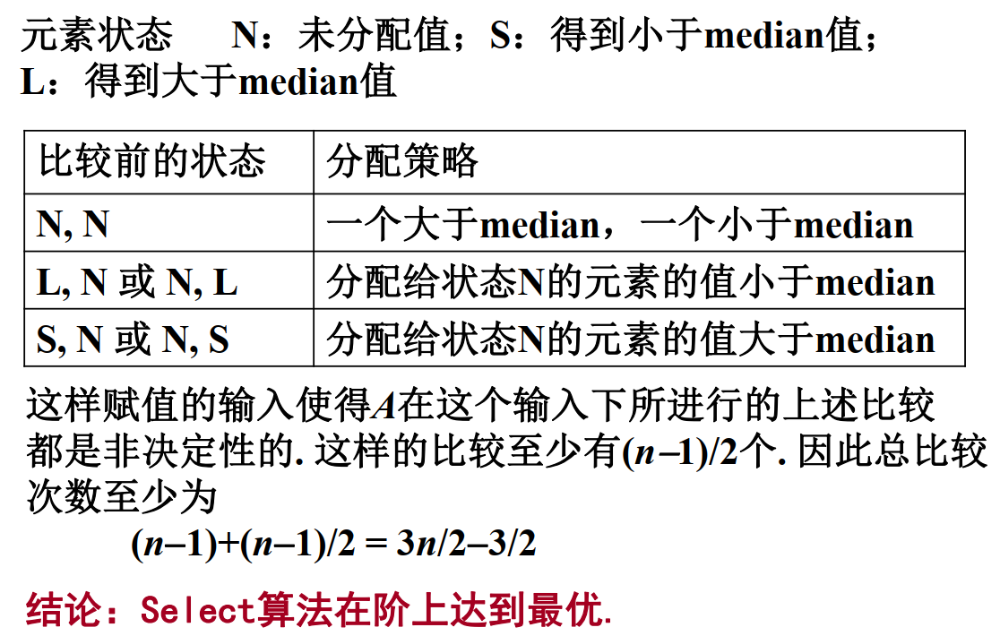 元素状态 N：未分配值；S：得到小于median值；
L：得到大于median值
比较前的状态 分配策略
N, N 一个大于median，一个小于median
L, N 或 N, L 分配给状态N的元素的值小于median
S, N 或 N, S 分配给状态N的元素的值大于median
这样赋值的输入使得A在这个输入下所进行的上述比较
都是非决定性的. 这样的比较至少有(n–1)/2个. 因此总比较
次数至少为
(n–1)+(n–1)/2 = 3n/2–3/2
结论：Select算法在阶上达到最优.